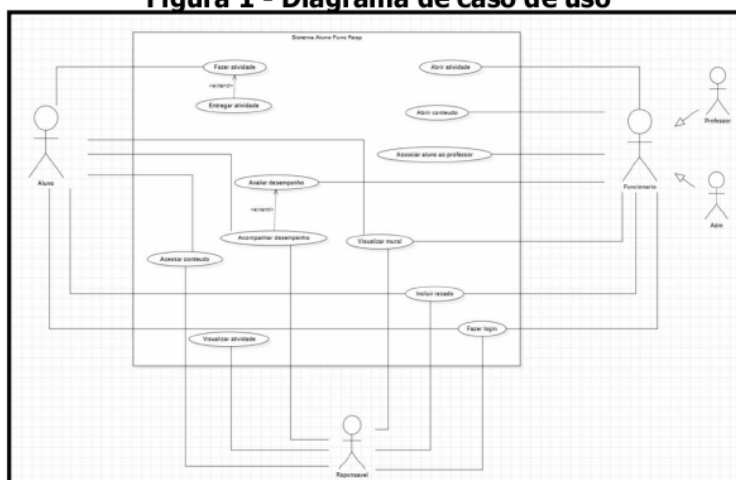 Figura 1 - Diagrama de caso de uso
Sistema Aluno Func Resp
Fazer atividade
«extend»
Entregar atividade
Abrir atividade
Abrir conteudo
Associar aluno ao professor
Avaliar desempenho
«extend»
Acompanhar desempenho
Visualizar mural
Acessar conteudo
Incluir recado
Fazer login
Visualizar atividade
Aluno
Funcionario
Professor
Adm
Responsavel